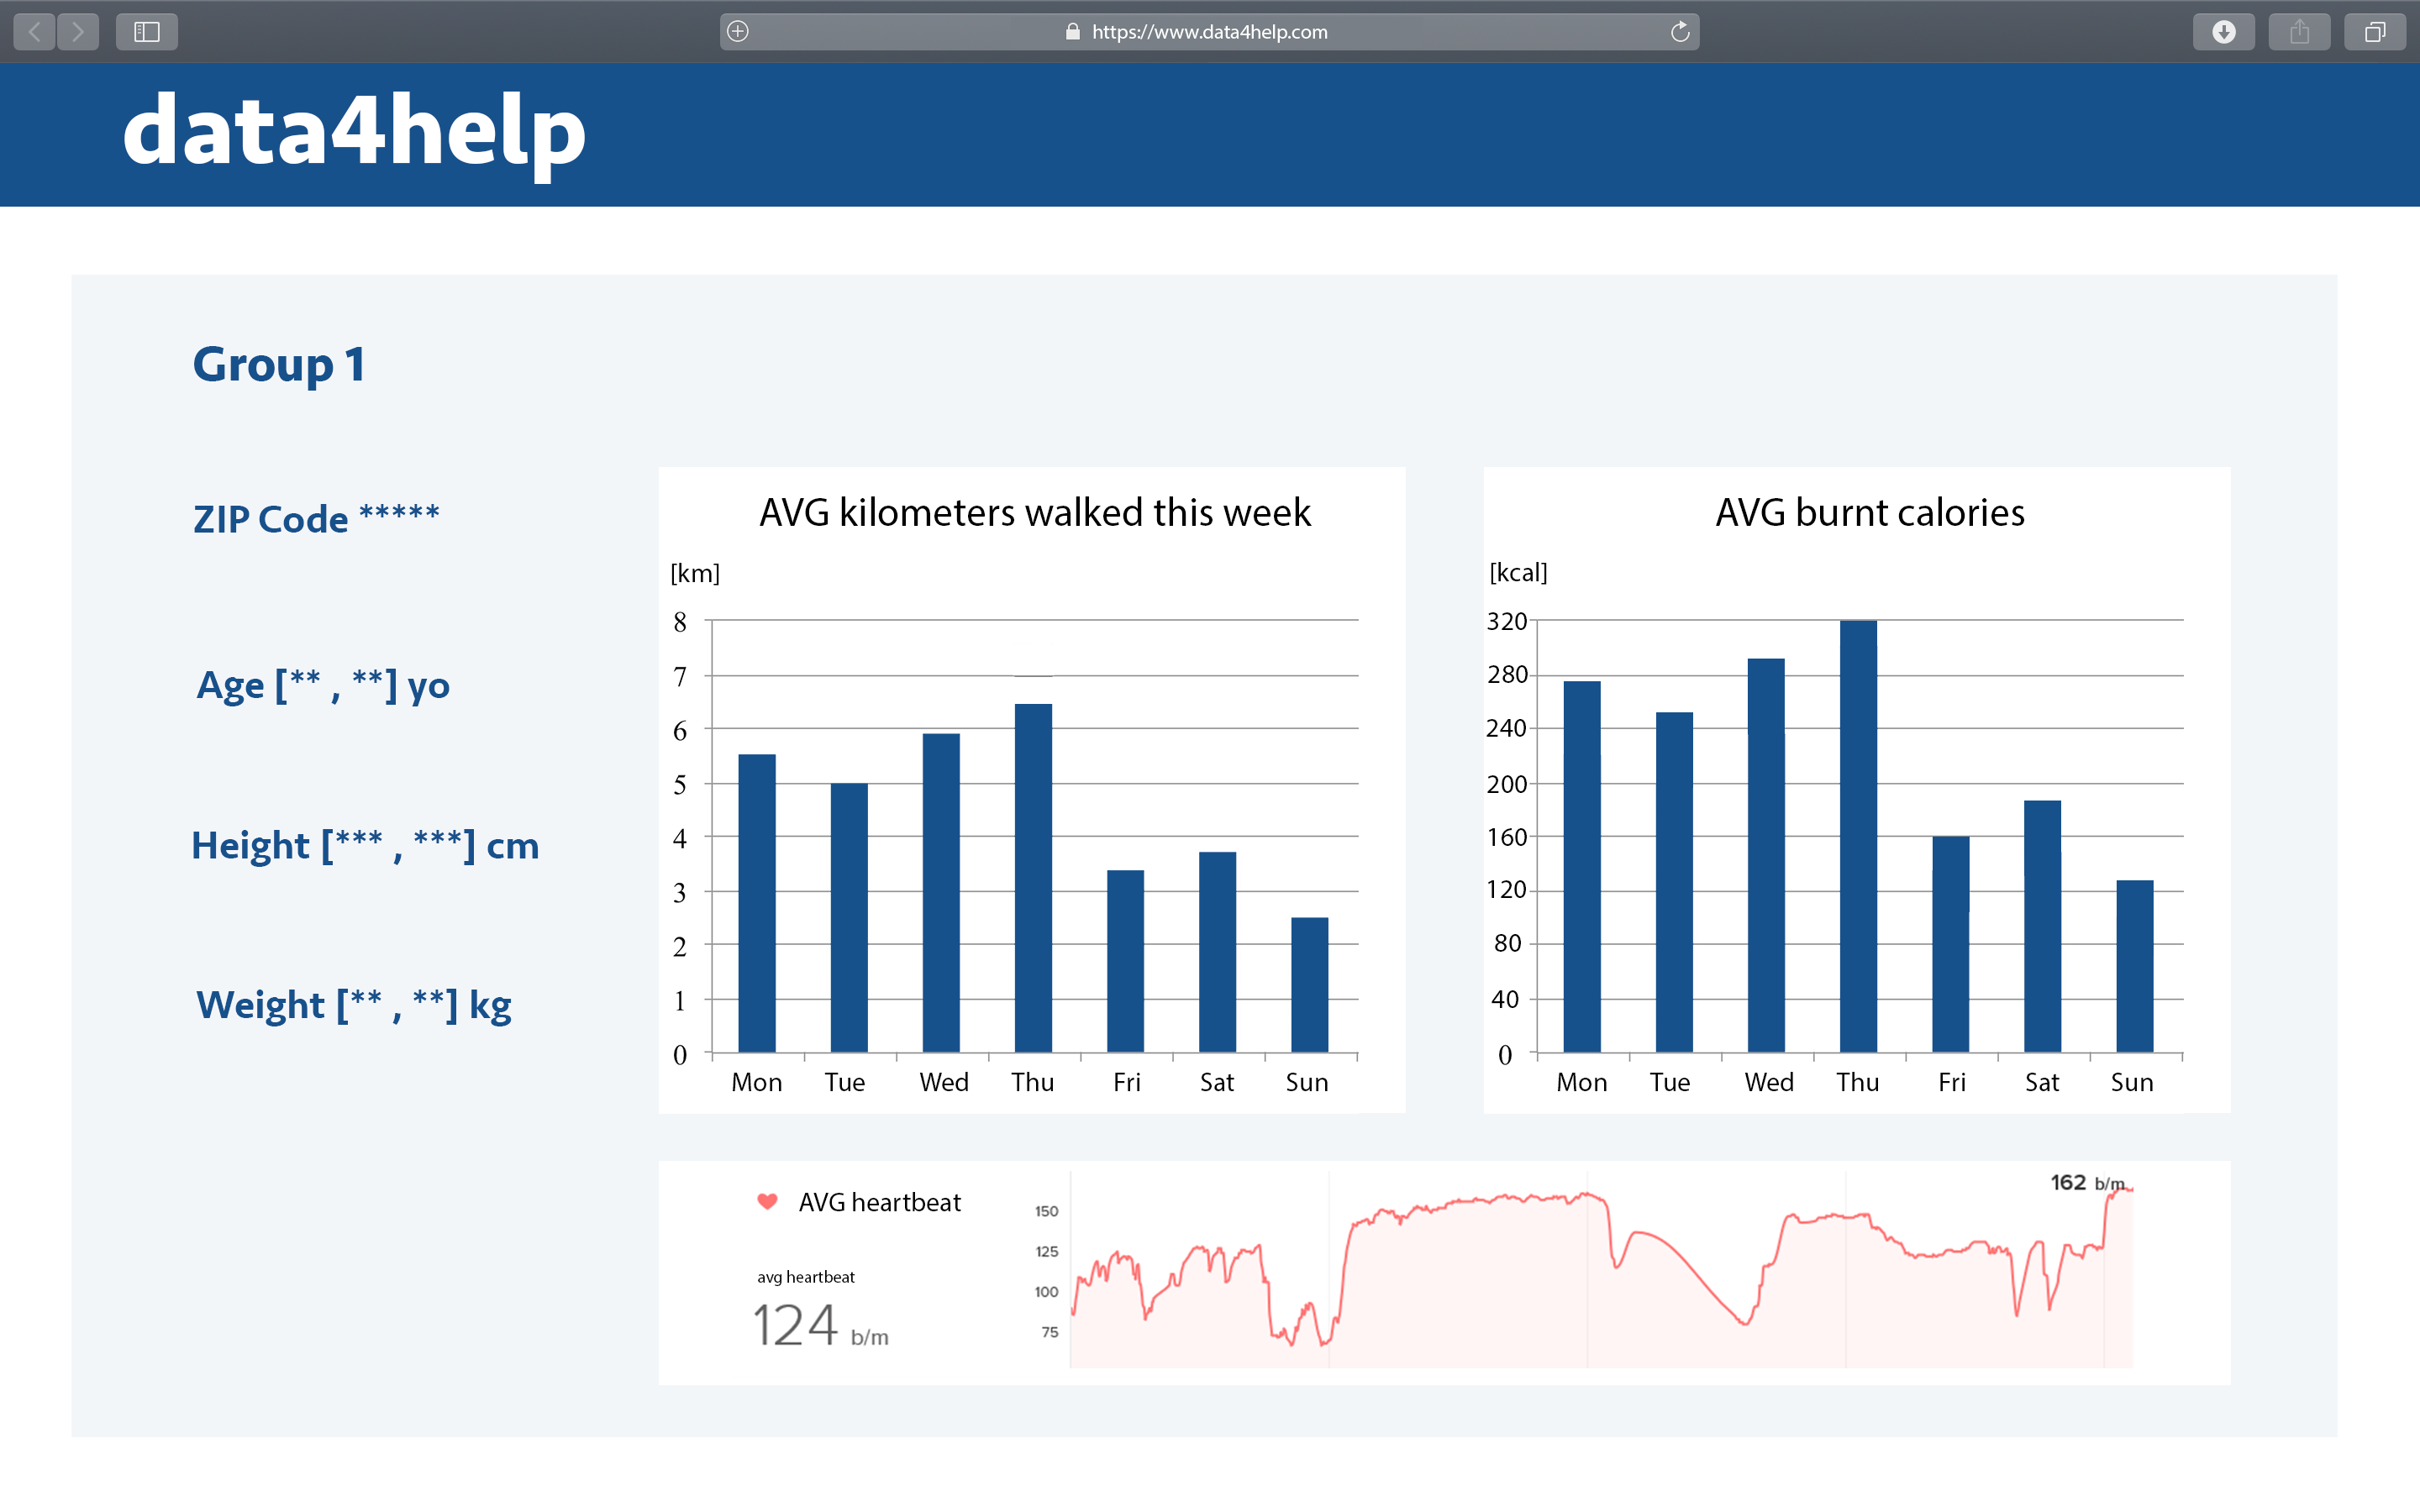 https://www.data4help.com
data4help
Group 1
ZIP Code *****
Age [** , **] yo
Height [*** , ***] cm
Weight [** , **] kg
AVG kilometers walked this week
[km]
8
7
6
5
4
3
2
1
0
Mon Tue Wed Thu Fri Sat Sun
AVG burnt calories
[kcal]
320
280
240
200
160
120
80
40
0
Mon Tue Wed Thu Fri Sat Sun
AVG heartbeat
avg heartbeat
124 b/m
150
125
100
75
162 b/m